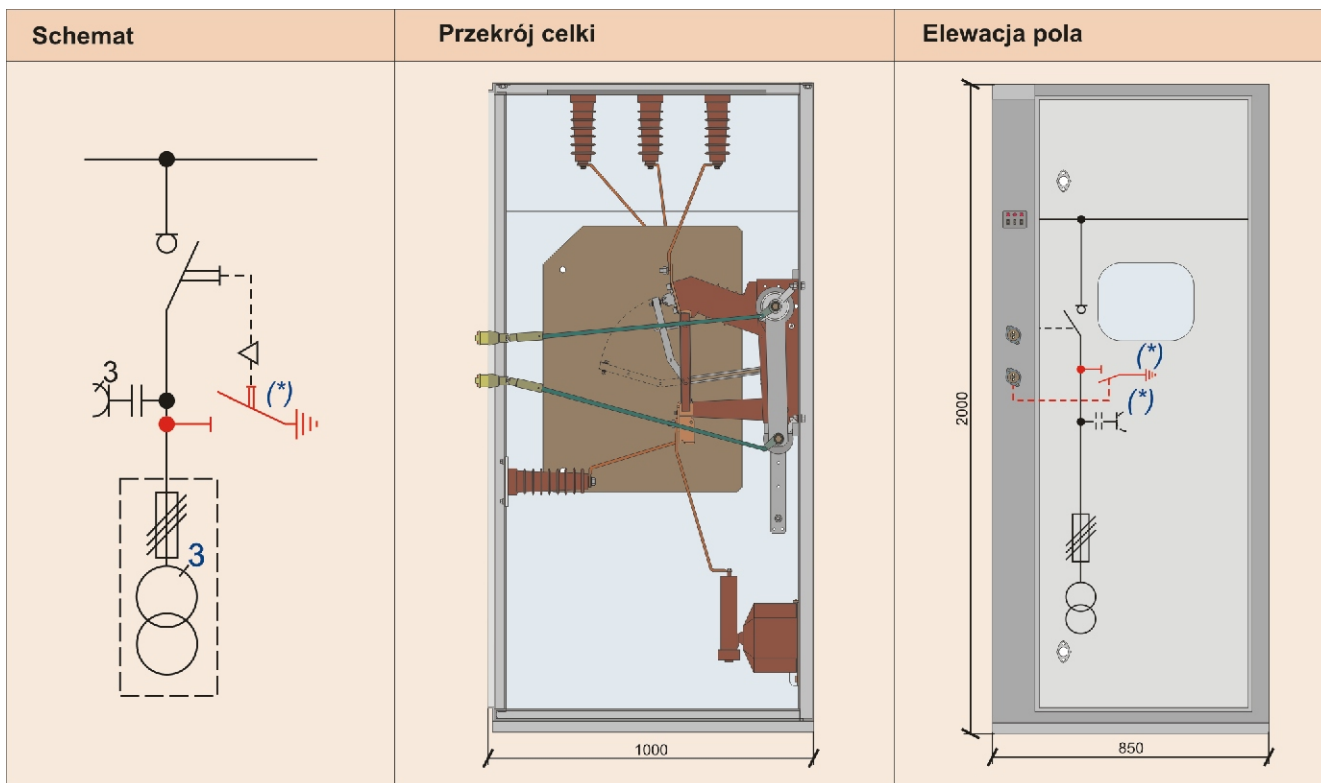 Schemat
Przekrój celki
Elewacja pola
3
(*)
3
1000
2000
(*)
(*)
850